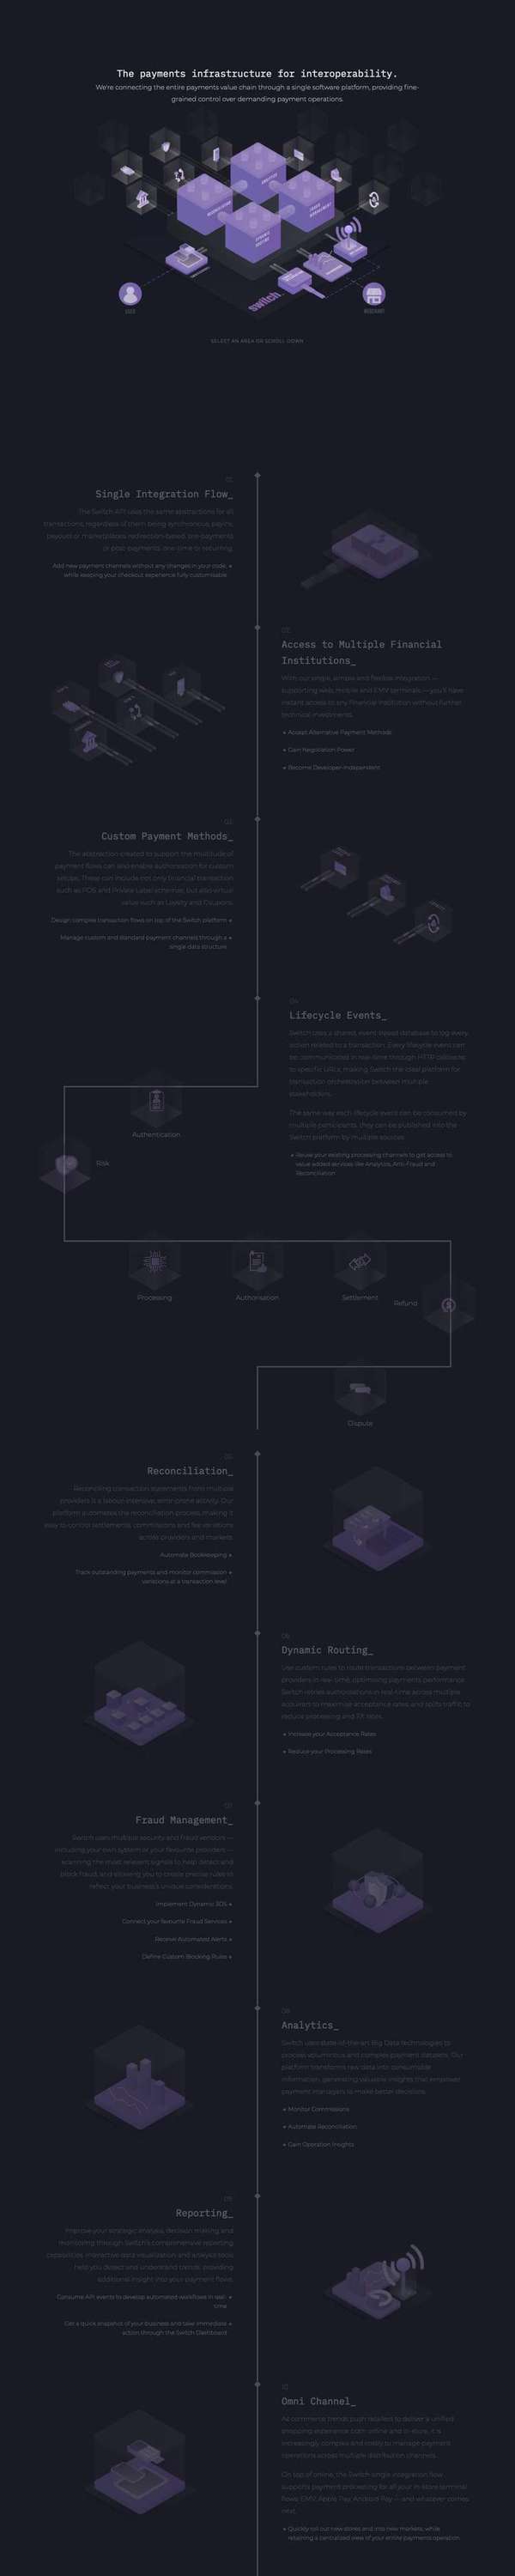 The payments infrastructure for interoperability.
We're connecting the entire payments value chain through a single software platform, providing fine-
grained control over demanding payment operations.
switch_
USER
MERCHANT
SELECT AN AREA OR SCROLL DOWN
01
Single Integration Flow_
The Switch API uses the same abstractions for all
transactions, regardless of them being synchronous, pay-ins,
payouts or marketplaces, redirection-based, pre-payments
or post-payments, one-time or recurring.
Add new payment channels without any changes in your code,
while keeping your checkout experience fully customisable
02
Access to Multiple Financial
Institutions_
With our single, simple and flexible integration —
supporting web, mobile and EMV terminals — you'll have
instant access to any Financial Institution without further
technical investments.
Accept Alternative Payment Methods
Gain Negotiation Power
Become Developer-Independent
03
Custom Payment Methods_
The abstraction created to support the multitude of
payment flows can also enable authorisation for custom
setups. These can include not only financial transaction
such as POS and Private Label schemes, but also virtual
value such as Loyalty and Coupons.
Design complex transaction flows on top of the Switch platform
Manage custom and standard payment channels through a
single data structure
04
Lifecycle Events_
Switch uses a shared, event-based database to log every
action related to a transaction. Every lifecycle event can
be communicated in real-time through HTTP callbacks
to specific URLs, making Switch the ideal platform for
transaction orchestration between multiple
stakeholders.
The same way each lifecycle event can be consumed by
multiple participants, they can be published into the
Switch platform by multiple sources.
Reuse your existing processing channels to get access to
value added services like Analytics, Anti-Fraud and
Reconciliation
Authentication
Risk
Processing
Authorisation
Settlement
Refund
Dispute
05
Reconciliation_
Reconciling transaction statements from multiple
providers is a labour-intensive, error-prone activity. Our
platform automates the reconciliation process, making it
easy to control settlements, commissions and fee variations
across providers and markets.
Automate Bookkeeping
Track outstanding payments and monitor commission
variations at a transaction level
06
Dynamic Routing_
Use custom rules to route transactions between payment
providers in real-time, optimising payments performance.
Switch retries authorisations in real-time across multiple
acquirers to maximise acceptance rates, and splits traffic to
reduce processing and FX rates.
Increase your Acceptance Rates
Reduce your Processing Rates
07
Fraud Management_
Switch uses multiple security and fraud sensors —
including your own system or your favourite providers —
scanning the most relevant signals to help detect and
block fraud, and allowing you to create precise rules to
reflect your business's unique considerations.
Implement Dynamic 3DS
Connect your favourite Fraud Services
Receive Automated Alerts
Define Custom Blocking Rules
08
Analytics_
Switch uses state-of-the-art Big Data technologies to
process voluminous and complex payment datasets. Our
platform transforms raw data into consumable
information, generating valuable insights that empower
payment managers to make better decisions.
Monitor Commissions
Automate Reconciliation
Gain Operation Insights
09
Reporting_
Improve your strategic analysis, decision making and
monitoring through Switch's comprehensive reporting
capabilities. Interactive data visualization and analysis tools
help you detect and understand trends, providing
additional insight into your payment flows.
Consume API events to develop automated workflows in real-
time
Get a quick snapshot of your business and take immediate
action through the Switch Dashboard
Omni Channel_
As commerce trends push retailers to deliver a unified
shopping experience both offline and in-store, it is
increasingly complex and costly to manage payment
operations across multiple distribution channels.
On top of online, the Switch single integration flow
supports payment processing for all your in-store terminal
flows: EMV, Apple Pay, Android Pay — and whatever comes
next.
Quickly roll out new stores and into new markets, while
retaining a centralised view of your entire payments operation